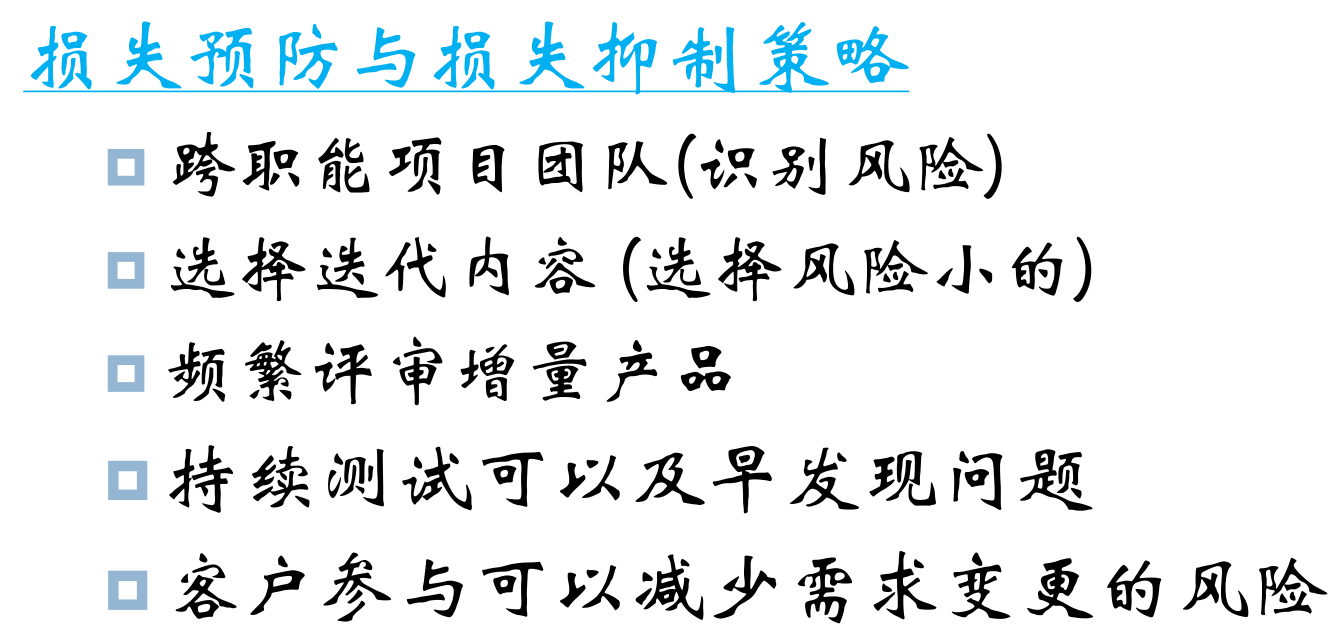 损失预防与损失抑制策略
跨职能项目团队(识别风险)
选择迭代内容(选择风险小的)
频繁评审增量产品
持续测试可以及早发现问题
客户参与可以减少需求变更的风险